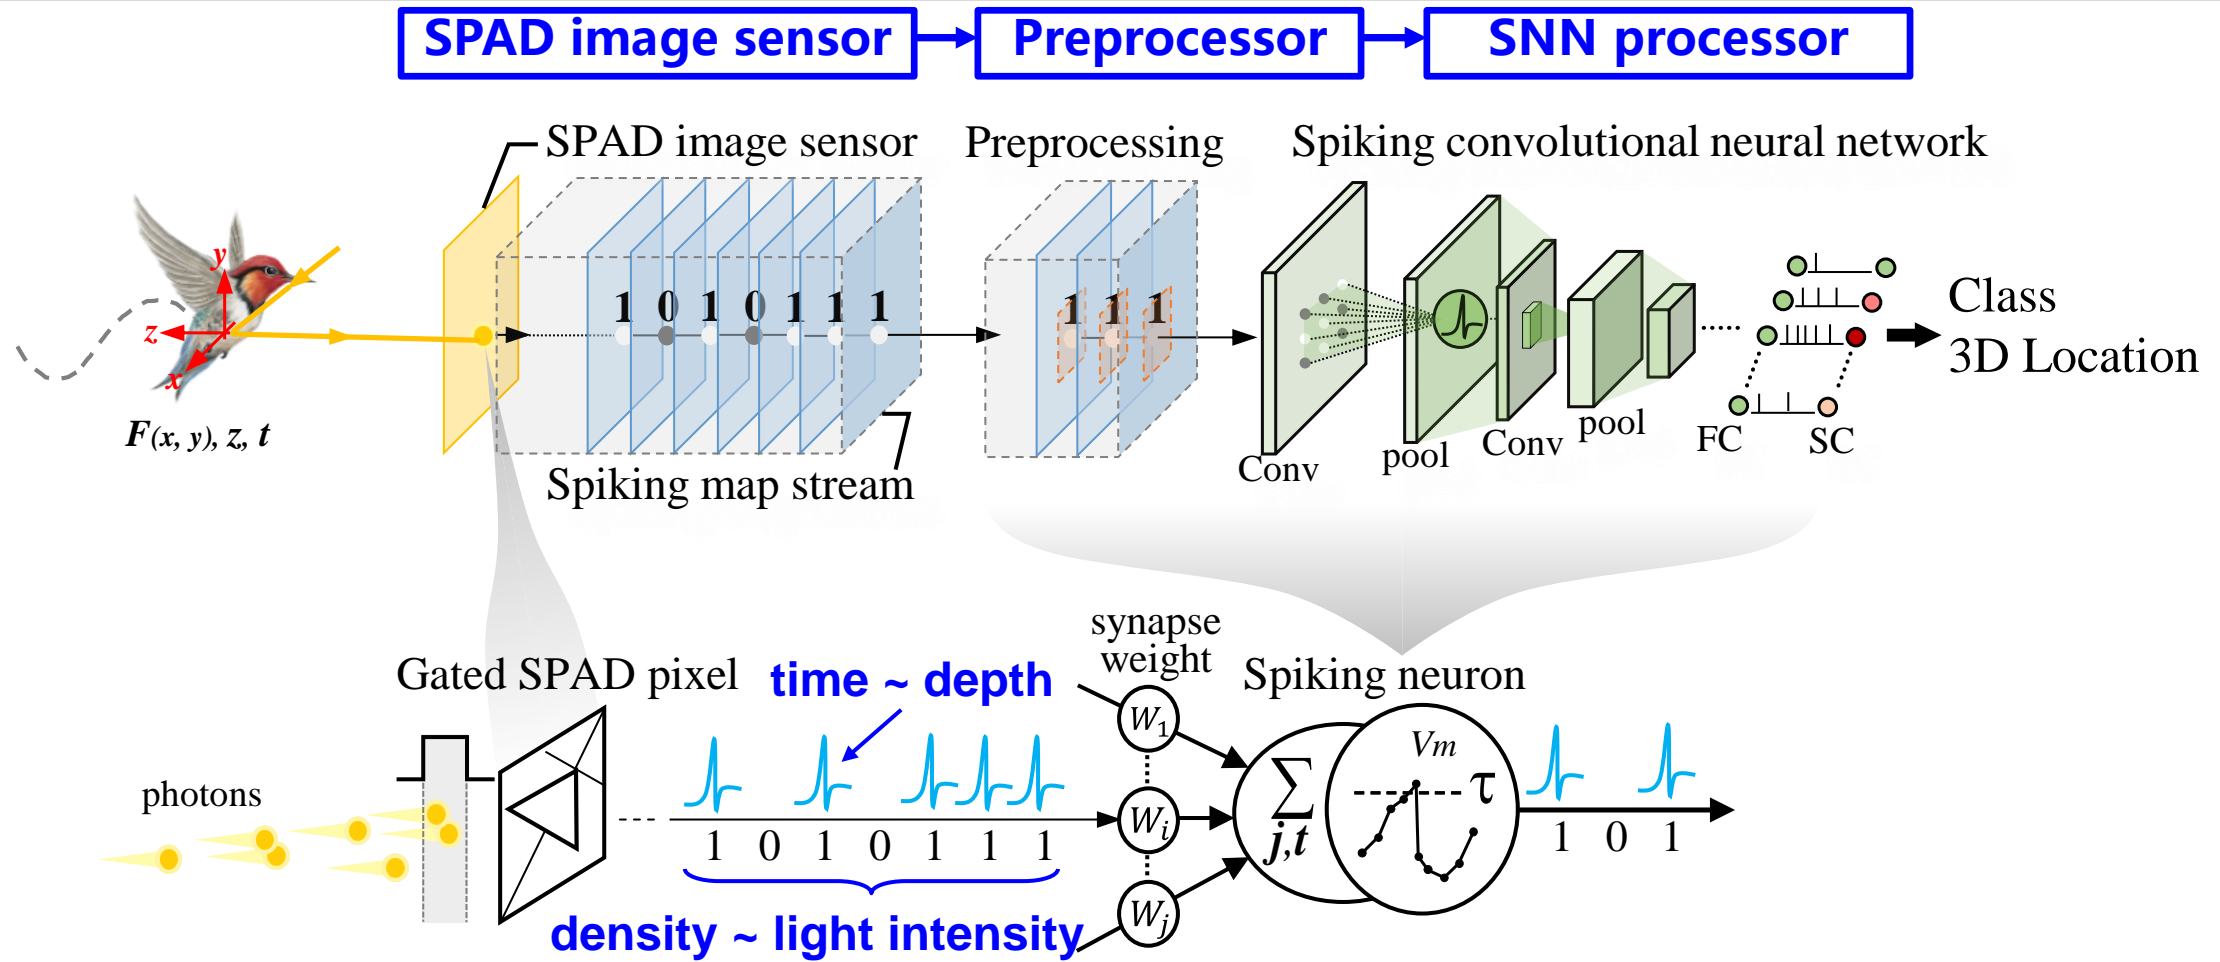 SPAD image sensor
Preprocessor
SNN processor
SPAD image sensor
Preprocessing
Spiking convolutional neural network
y
z
x
F(x, y), z, t
1 0 1 0 1 1 1
1 1 1
Spiking map stream
Conv
pool
Conv
pool
FC
SC
Class
3D Location
Gated SPAD pixel
time ~ depth
synapse
weight
Spiking neuron
photons
W1
Wi
Wj
∑
j,t
Vm
τ
1 0 1 0 1 1 1
1 0 1
density ~ light intensity